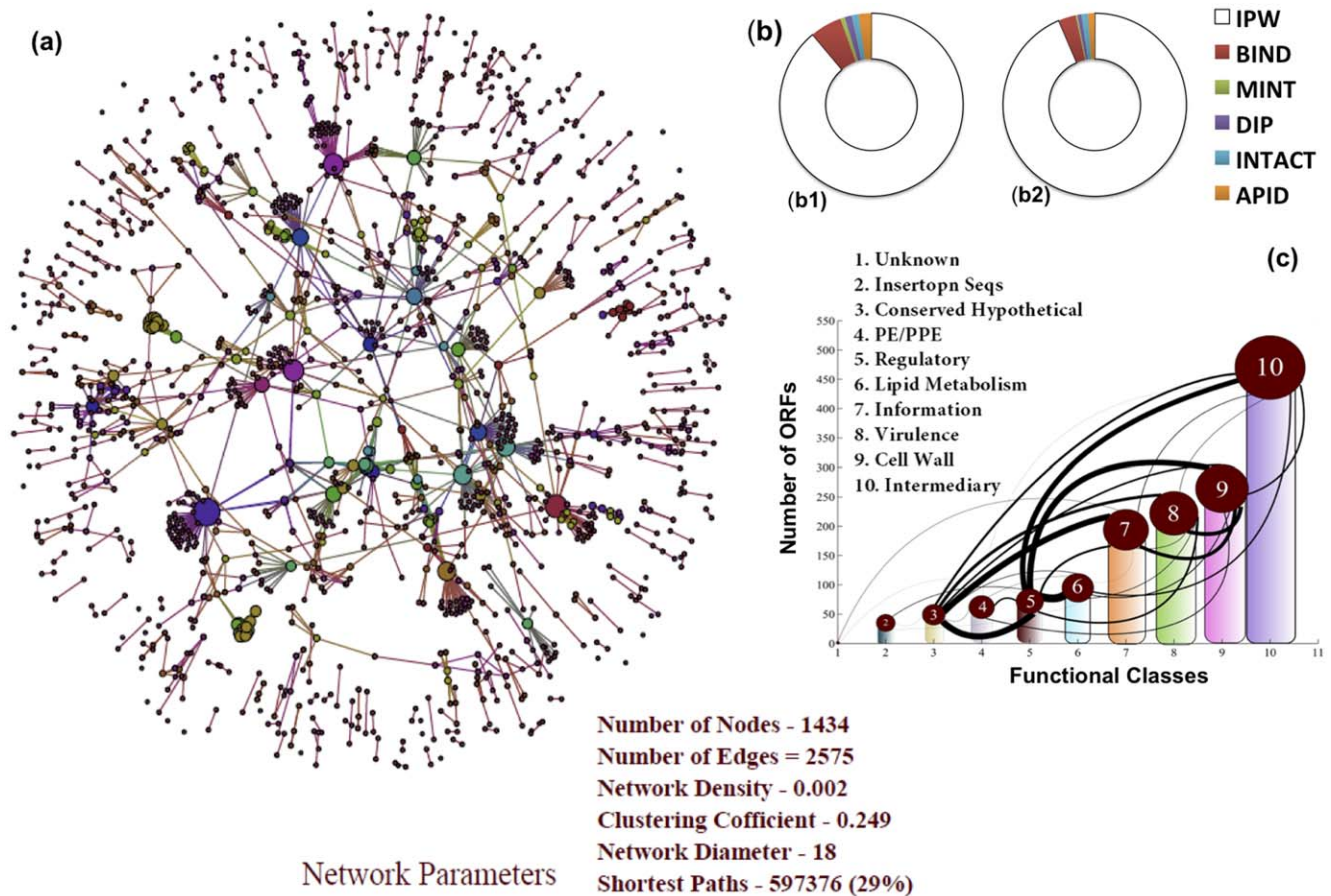 (a)
(b)
(b1)
(b2)
IPW
BIND
MINT
DIP
INTACT
APID
(c)
1. Unknown
2. Insertopn Seqs
3. Conserved Hypothetical
4. PE/PPE
5. Regulatory
6. Lipid Metabolism
7. Information
8. Virulence
9. Cell Wall
10. Intermediary
Number of ORFs
550
500
450
400
350
300
250
200
150
100
50
0
2
3
4
5
6
7
8
9
10
1 2 3 4 5 6 7 8 9 10 11
Functional Classes
Number of Nodes - 1434
Number of Edges = 2575
Network Density - 0.002
Clustering Cofficient - 0.249
Network Diameter - 18
Network Parameters
Shortest Paths - 597376 (29%)